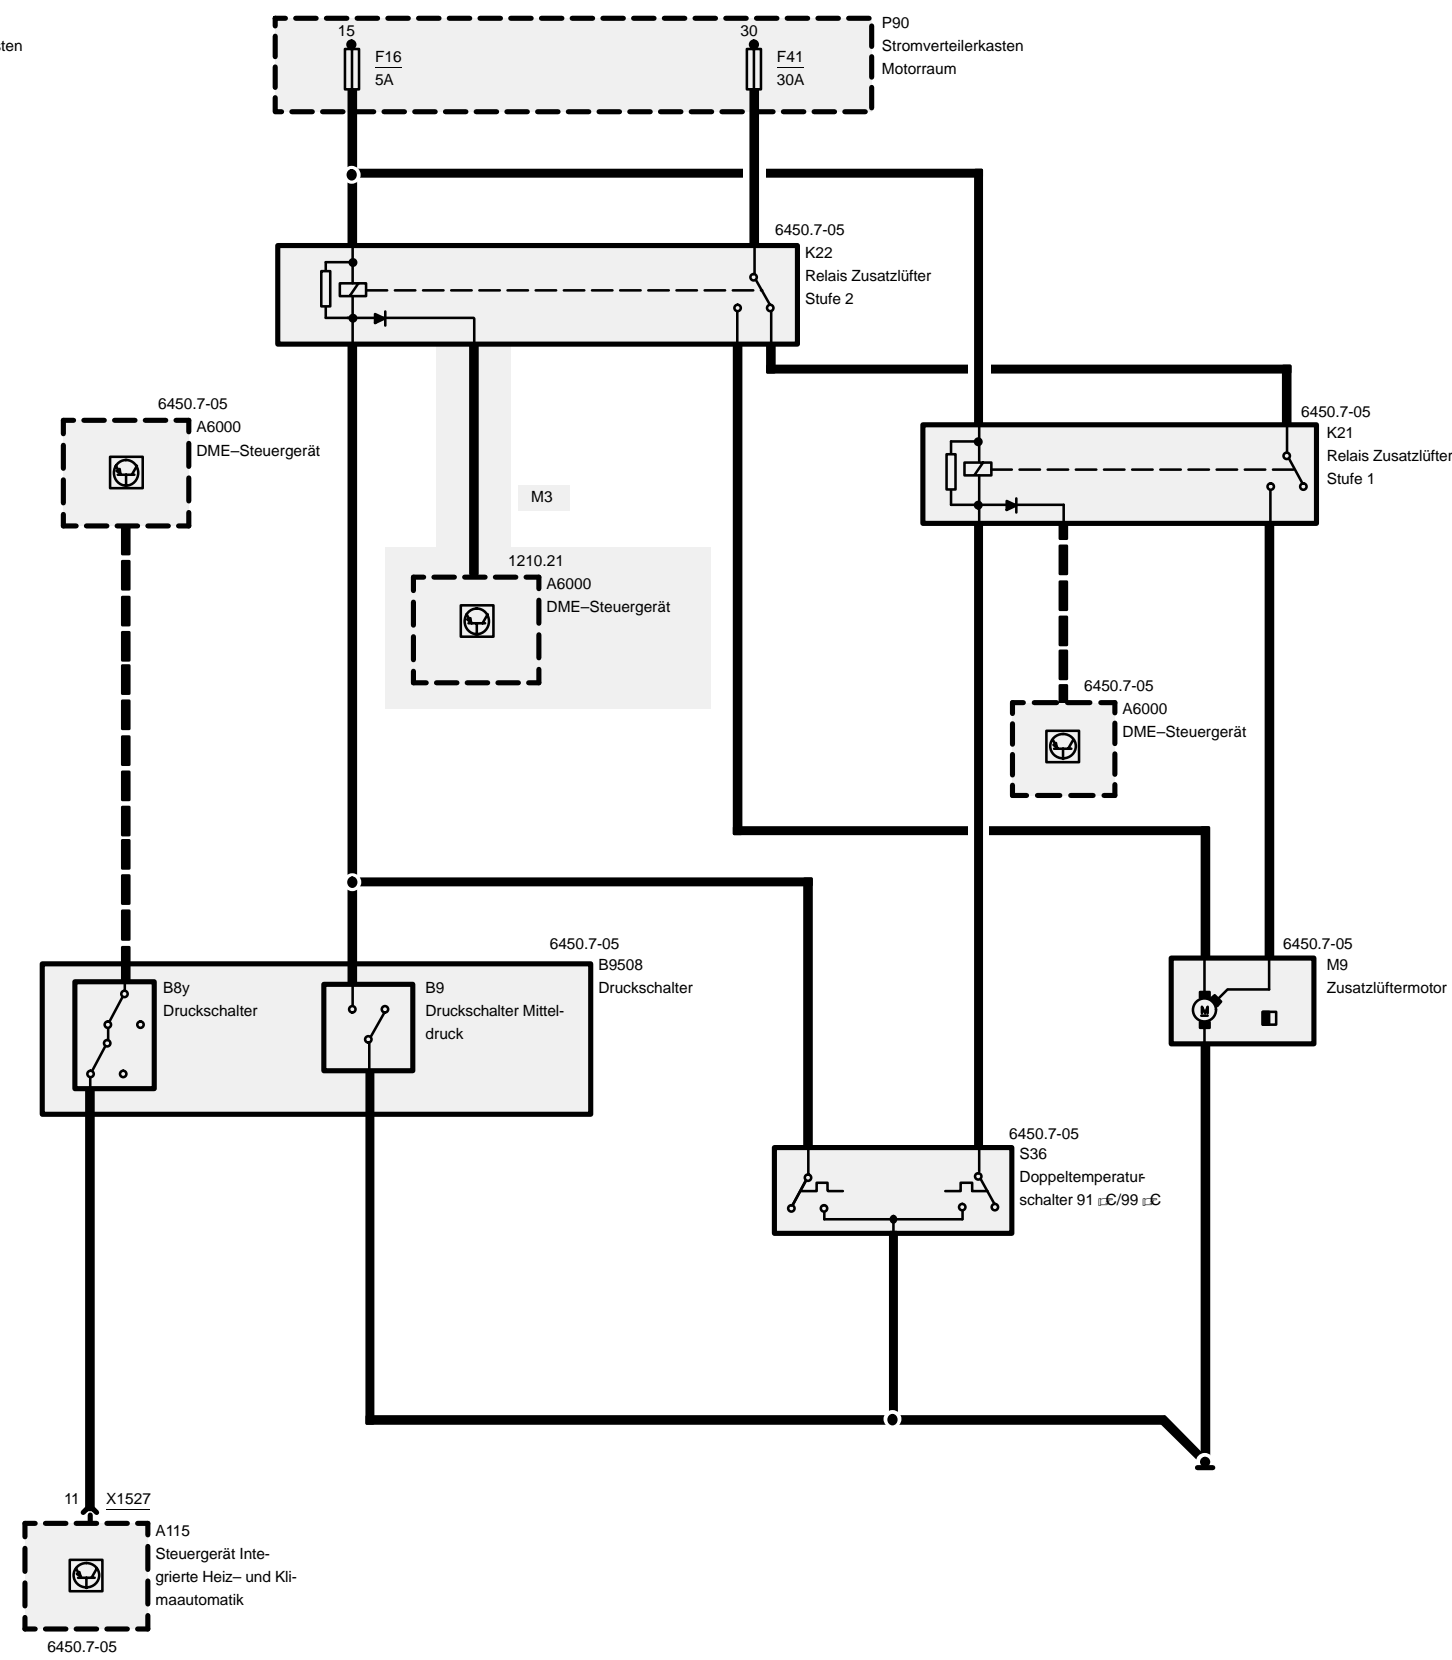 sten
15
F16
5A
30
F41
30A
P90
Stromverteilerkasten
Motorraum
6450.7-05
K22
Relais Zusatzlüfter
Stufe 2
6450.7-05
A6000
DME–Steuergerät
6450.7-05
K21
Relais Zusatzlüfter
Stufe 1
M3
1210.21
A6000
DME–Steuergerät
6450.7-05
A6000
DME–Steuergerät
6450.7-05
B9508
Druckschalter
B8y
Druckschalter
B9
Druckschalter Mittel-
druck
6450.7-05
M9
Zusatzlüftermotor
M
6450.7-05
S36
Doppeltemperatur-
schalter 91 C/99 C
11
X1527
A115
Steuergerät Inte-
grierte Heiz– und Kli-
maautomatik
6450.7-05